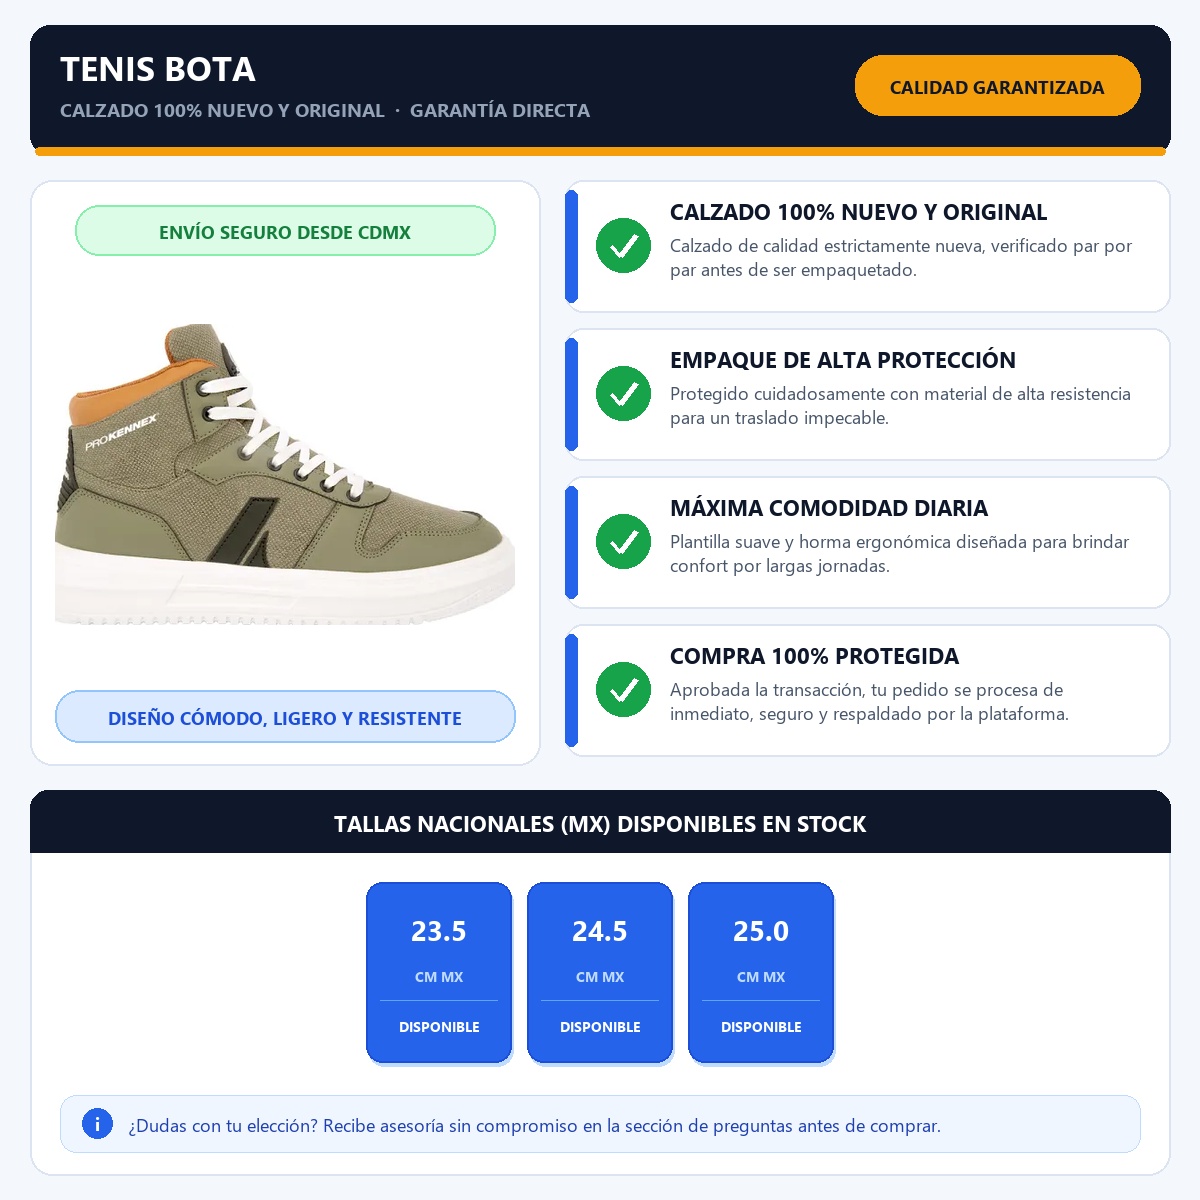 TENIS BOTA
CALZADO 100% NUEVO Y ORIGINAL · GARANTÍA DIRECTA
CALIDAD GARANTIZADA
ENVÍO SEGURO DESDE CDMX
PROKENNEX
DISEÑO CÓMODO, LIGERO Y RESISTENTE
CALZADO 100% NUEVO Y ORIGINAL
Calzado de calidad estrictamente nueva, verificado par por
par antes de ser empaquetado.
EMPAQUE DE ALTA PROTECCIÓN
Protegido cuidadosamente con material de alta resistencia
para un traslado impecable.
MÁXIMA COMODIDAD DIARIA
Plantilla suave y horma ergonómica diseñada para brindar
confort por largas jornadas.
COMPRA 100% PROTEGIDA
Aprobada la transacción, tu pedido se procesa de
inmediato, seguro y respaldado por la plataforma.
TALLAS NACIONALES (MX) DISPONIBLES EN STOCK
23.5
CM MX
DISPONIBLE
24.5
CM MX
DISPONIBLE
25.0
CM MX
DISPONIBLE
¿Dudas con tu elección? Recibe asesoría sin compromiso en la sección de preguntas antes de comprar.